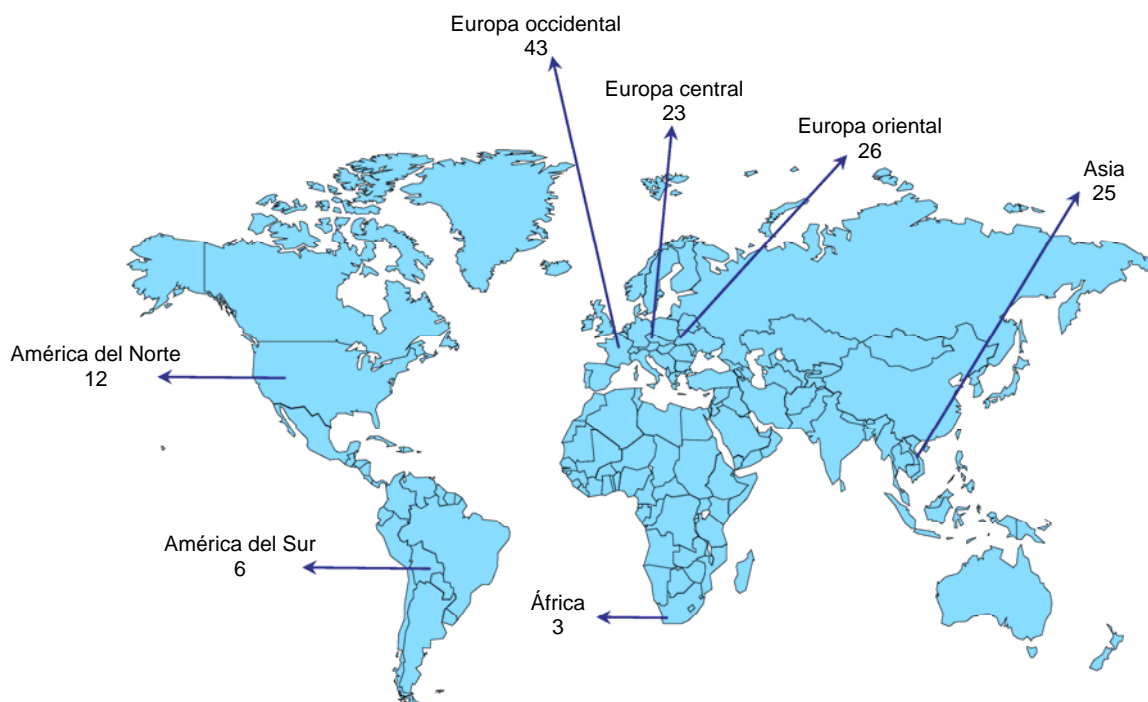 Europa occidental
43
Europa central
23
Europa oriental
26
Asia
25
América del Norte
12
América del Sur
6
África
3